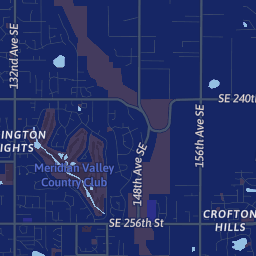 132nd Ave SE
SE 240th
INGTON
GHTS
156th Ave SE
148th Ave SE
Meridian Valley
Country Club
SE 256th St
CROFTON
HILLS